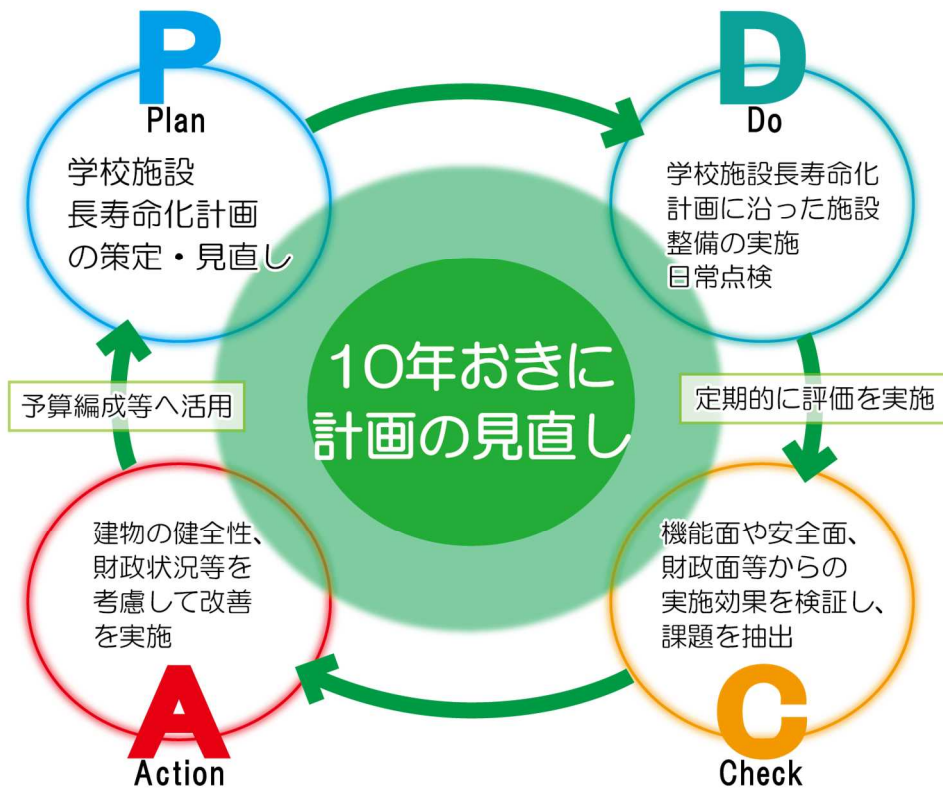 P
Plan
学校施設
長寿命化計画
の策定・見直し
D
Do
学校施設長寿命化
計画に沿った施設
整備の実施
日常点検
10年おきに
計画の見直し
予算編成等へ活用
定期的に評価を実施
建物の健全性、
財政状況等を
考慮して改善
を実施
A
Action
機能面や安全面、
財政面等からの
実施効果を検証し、
課題を抽出
C
Check